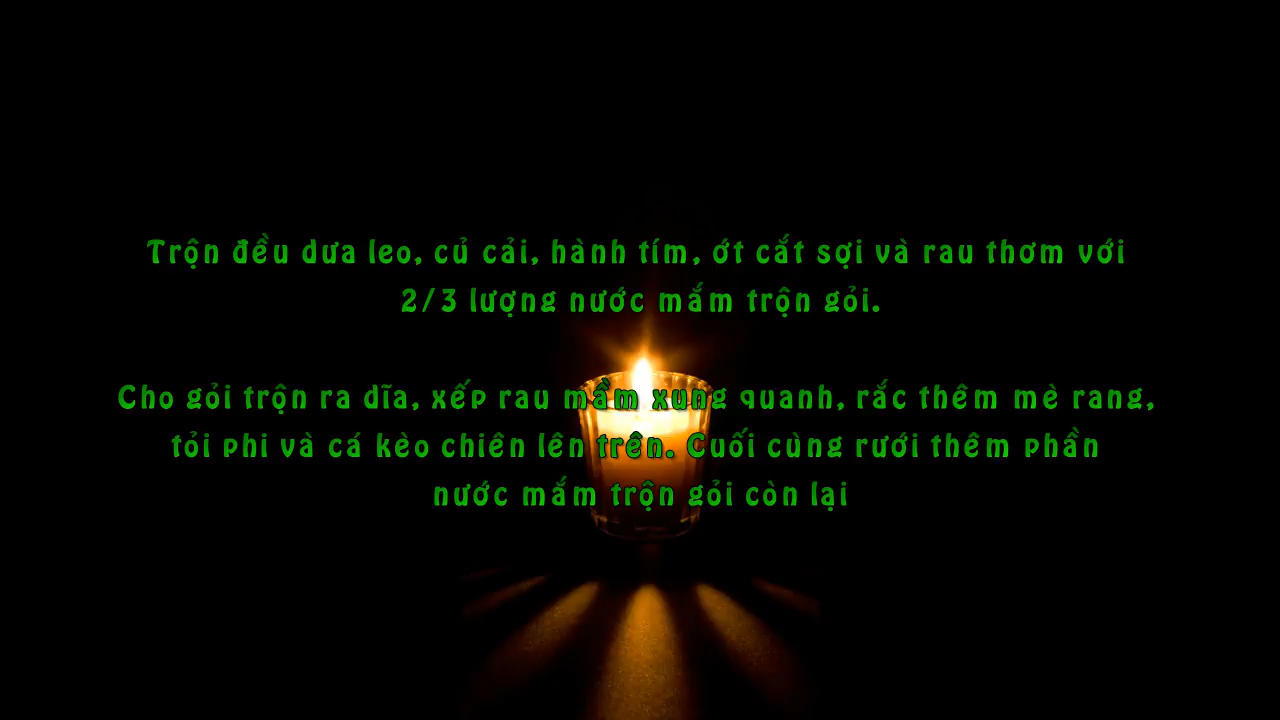 Trộn đều dưa leo, củ cải, hành tím, ớt cắt sợi và rau thơm với
2/3 lượng nước mắm trộn gỏi.
Cho gỏi trộn ra dĩa, xếp rau mầm xung quanh, rắc thêm mè rang,
tỏi phi và cá kèo chiên lên trên. Cuối cùng rưới thêm phần
nước mắm trộn gỏi còn lại